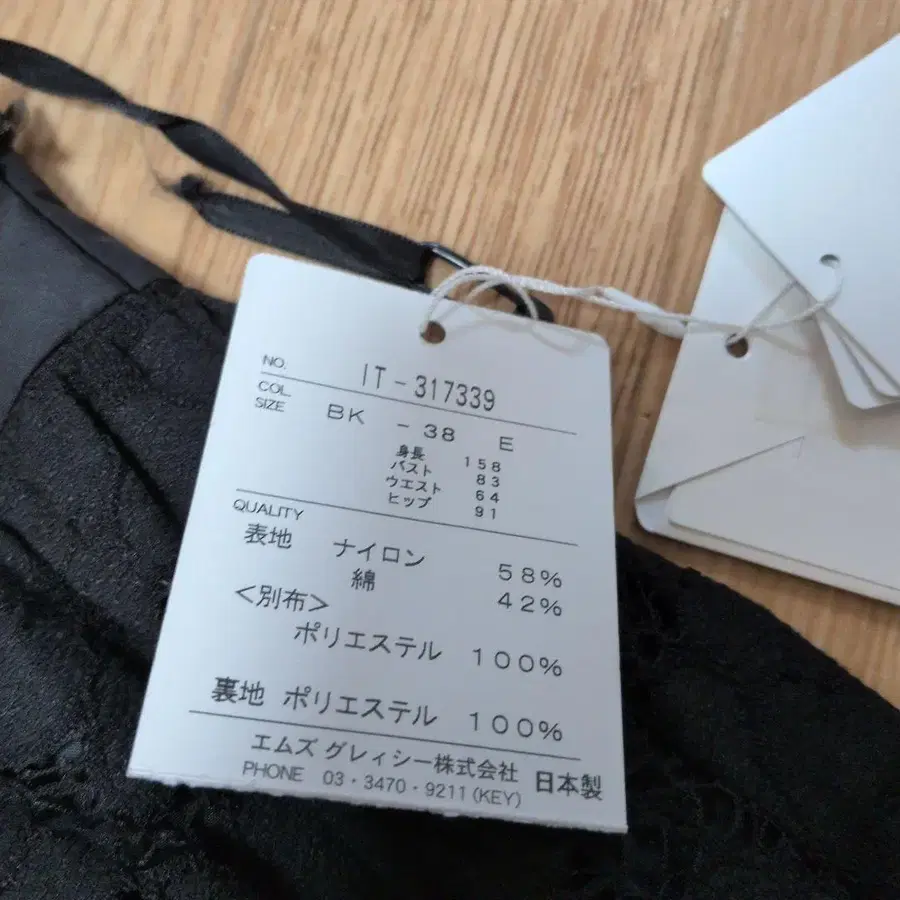 NO. IT-317339
COL.
SIZE BK -38 E
身長 158
バスト 83
ウエスト 64
ヒップ 91
QUALITY
表地 ナイロン 58%
綿 42%
<別布>
ポリエステル 100%
裏地 ポリエステル 100%
エムズ グレィシー株式会社 日本製
PHONE 03・3470・9211 (KEY)